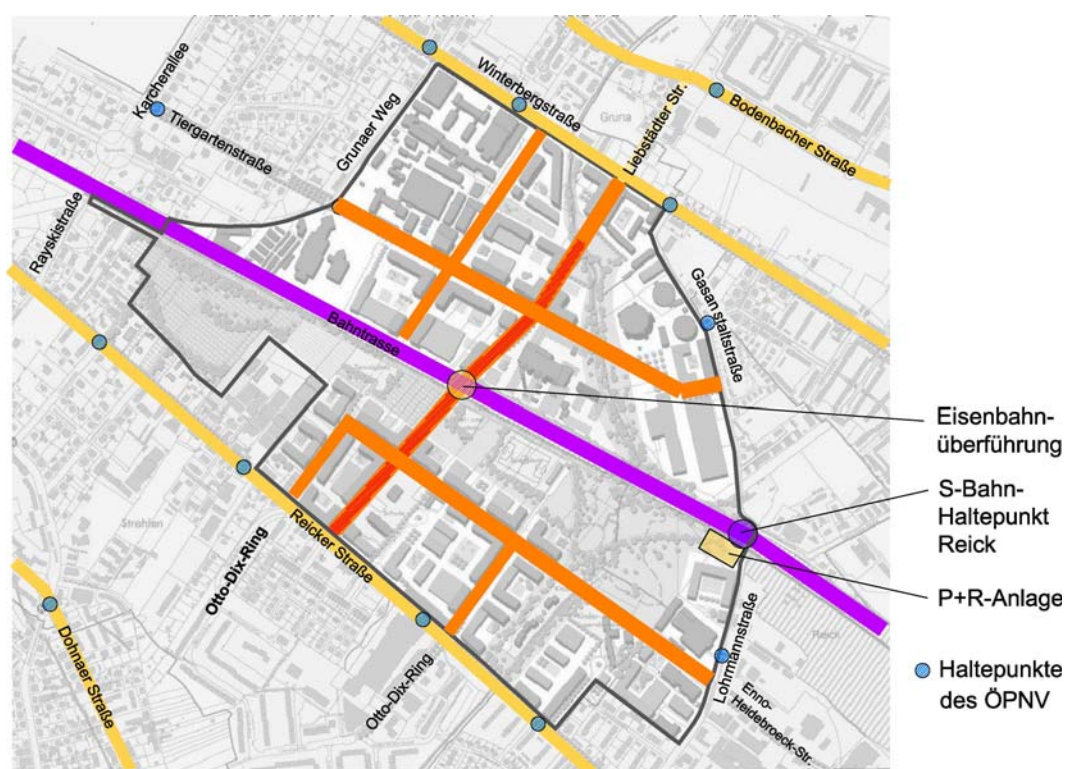 Karcherallee
Tiergartenstraße
Grunaer Weg
Winterbergstraße
Gruna
Liebstädter Str.
Bodenbacher Straße
Rayskistraße
Bahntrasse
Gasanstaltstraße
Eisenbahn-
überführung
S-Bahn-
Haltepunkt
Reick
P+R-Anlage
Haltepunkte
des ÖPNV
Strehlen
Reicker Straße
Otto-Dix-Ring
Otto-Dix-Ring
Dohnaer Straße
Lohrmannstraße
Reick
Enno-
Heidebroeck-Str.